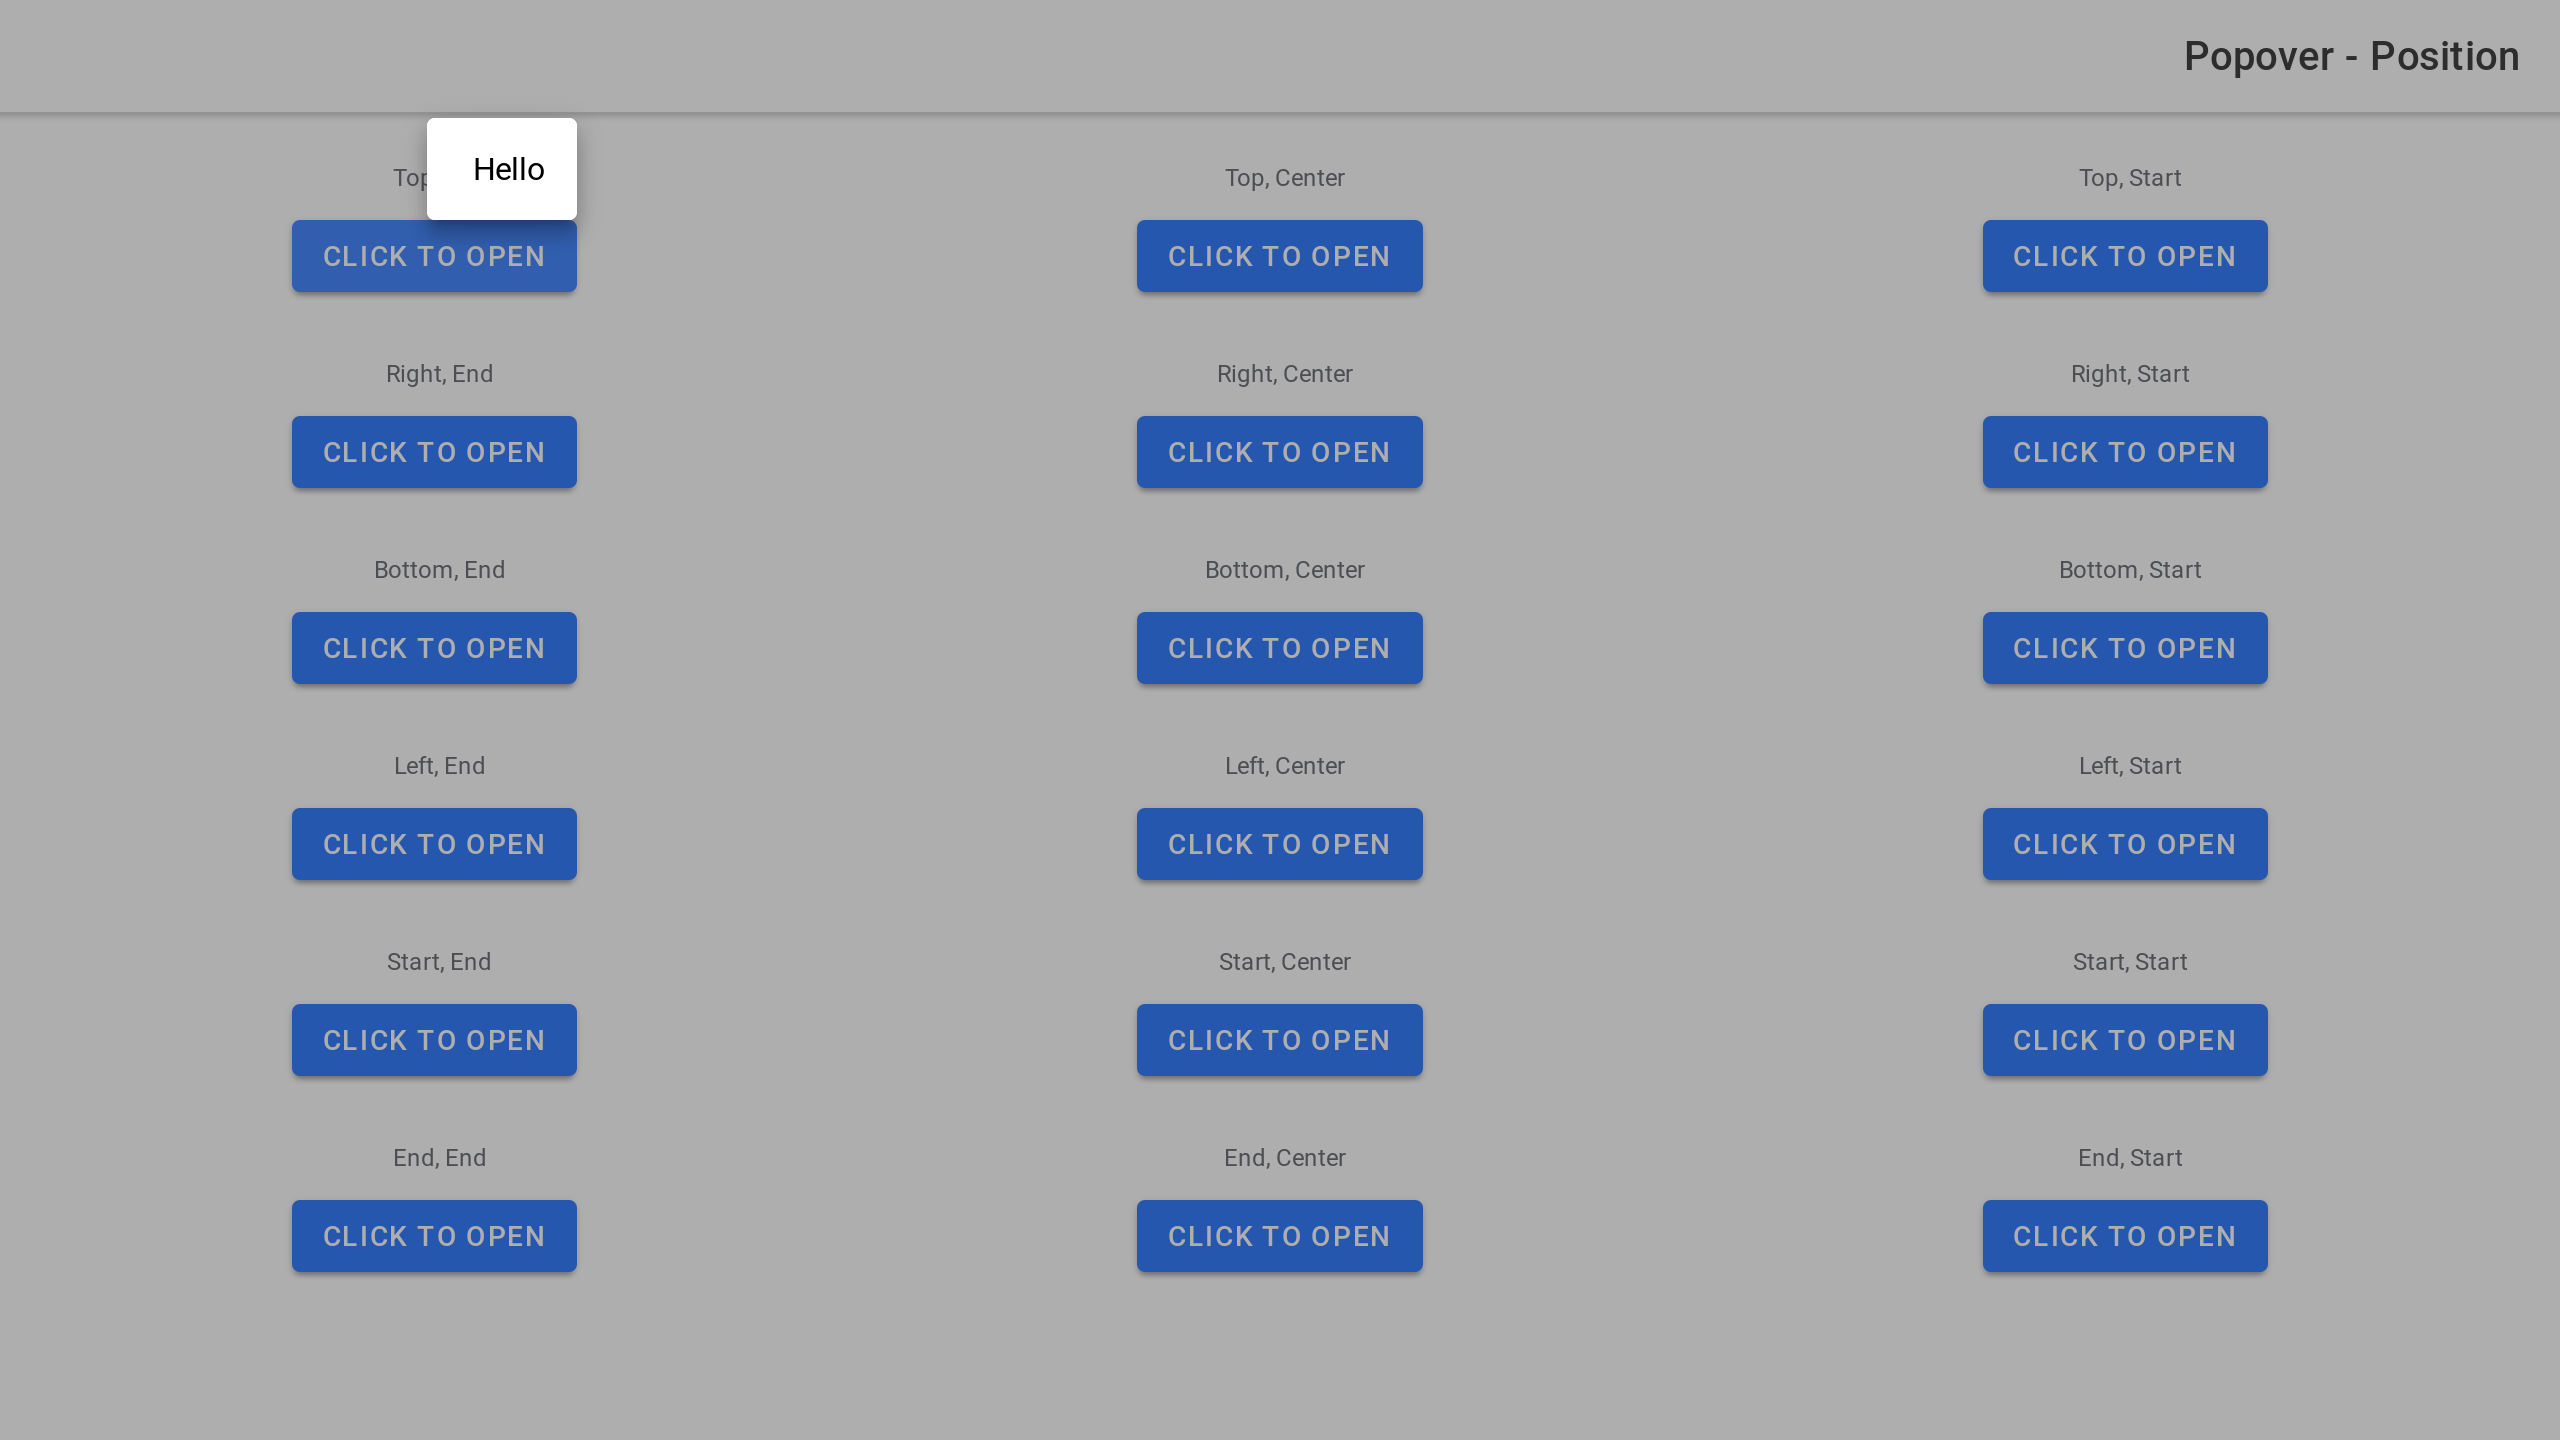 Popover - Position
Hello
Top, Center
Top, Start
CLICK TO OPEN
CLICK TO OPEN
CLICK TO OPEN
Right, End
Right, Center
Right, Start
CLICK TO OPEN
CLICK TO OPEN
CLICK TO OPEN
Bottom, End
Bottom, Center
Bottom, Start
CLICK TO OPEN
CLICK TO OPEN
CLICK TO OPEN
Left, End
Left, Center
Left, Start
CLICK TO OPEN
CLICK TO OPEN
CLICK TO OPEN
Start, End
Start, Center
Start, Start
CLICK TO OPEN
CLICK TO OPEN
CLICK TO OPEN
End, End
End, Center
End, Start
CLICK TO OPEN
CLICK TO OPEN
CLICK TO OPEN